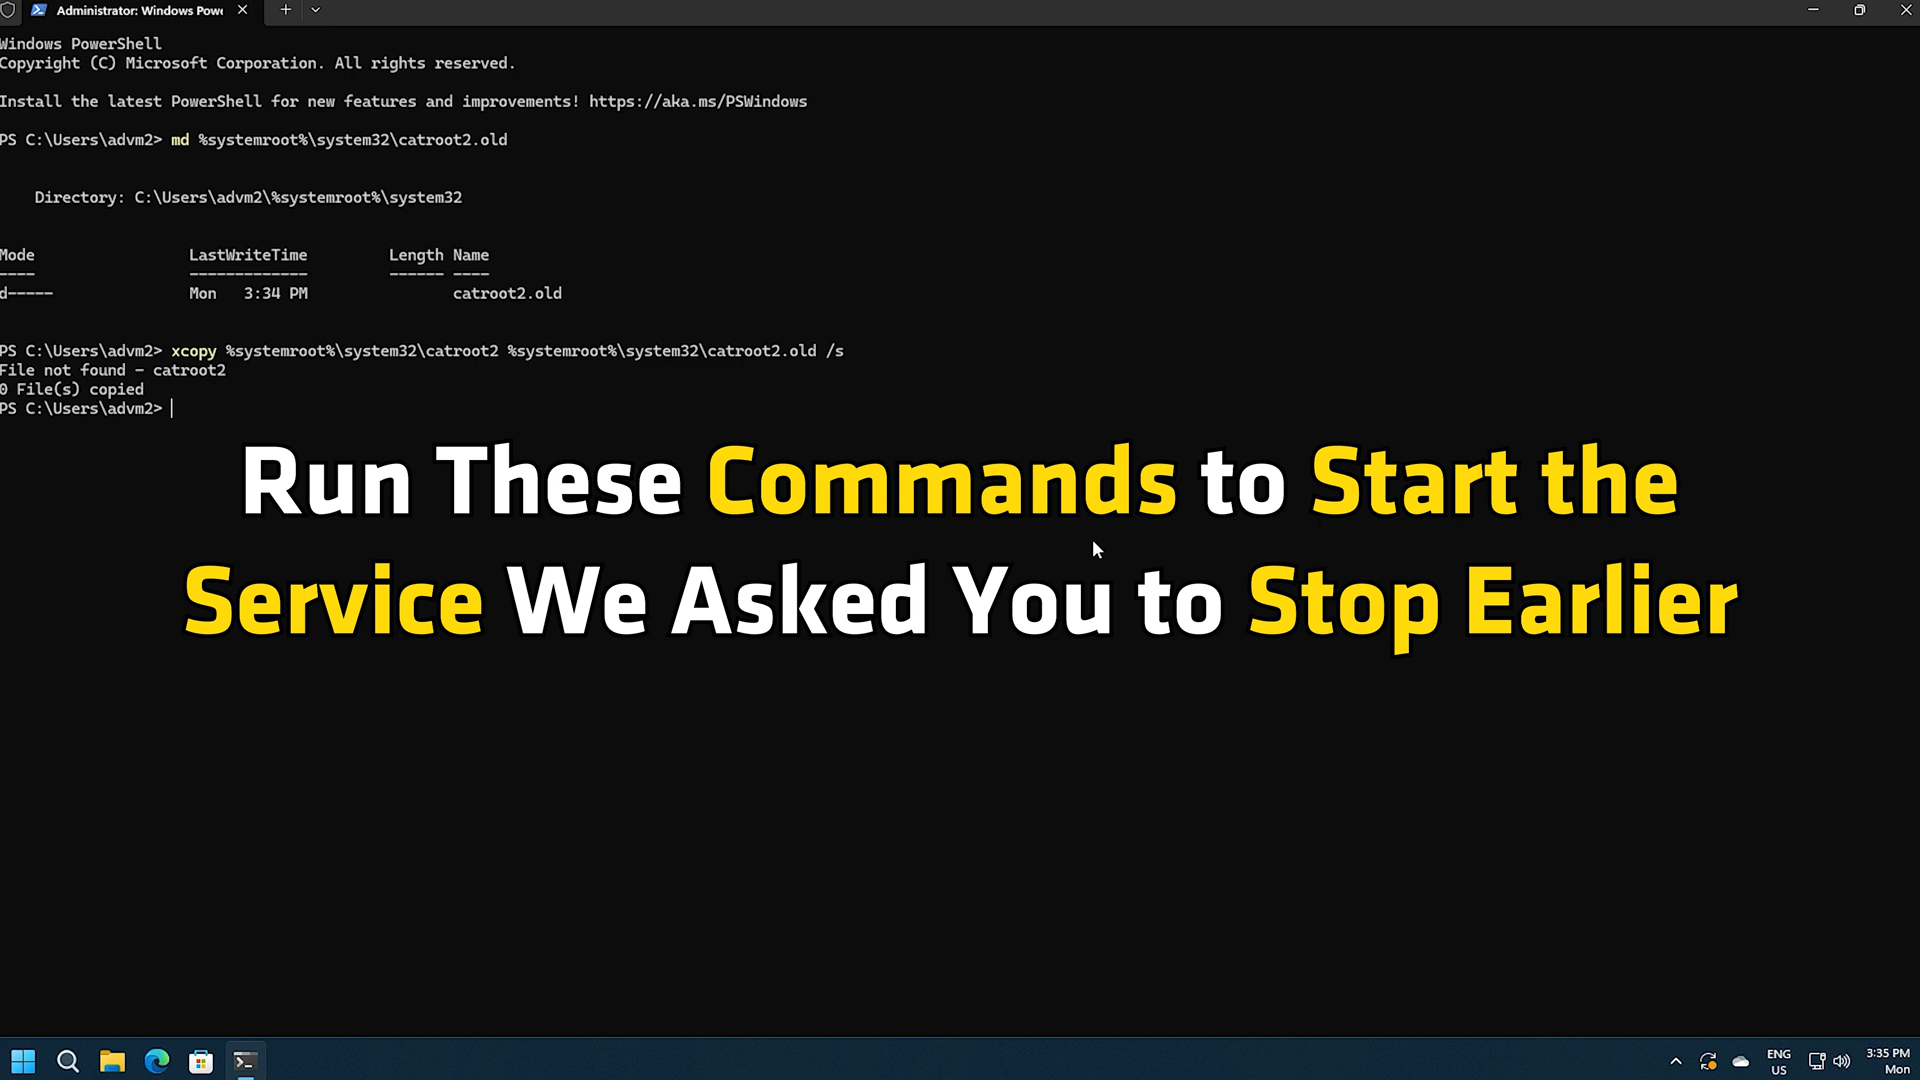 Administrator: Windows Powe
Windows PowerShell
Copyright (C) Microsoft Corporation. All rights reserved.
Install the latest PowerShell for new features and improvements! https://aka.ms/PSWindows
PS C:\Users\advm2> md %systemroot%\system32\catroot2.old
Directory: C:\Users\advm2\%systemroot%\system32
Mode LastWriteTime Length Name
---- ------------- ------ ----
d----- Mon 3:34 PM catroot2.old
PS C:\Users\advm2> xcopy %systemroot%\system32\catroot2 %systemroot%\system32\catroot2.old /s
File not found - catroot2
0 File(s) copied
PS C:\Users\advm2>
Run These Commands to Start the
Service We Asked You to Stop Earlier
ENG
US
3:35 PM
Mon